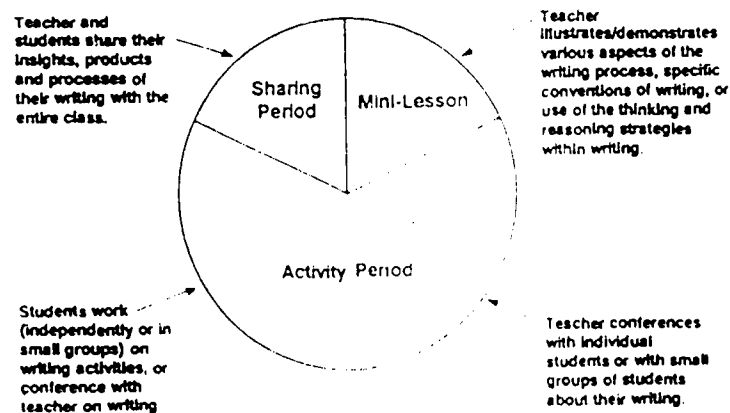 Teacher and
students share their
insights, products
and processes of
their writing with the
entire class.
Teacher
illustrates/demonstrates
various aspects of the
writing process, specific
conventions of writing, or
use of the thinking and
reasoning strategies
within writing.
Sharing
Period
Mini-Lesson
Activity Period
Students work
(independently or in
small groups) on
writing activities, or
conference with
teacher on writing
Teacher conferences
with individual
students or with small
groups of students
about their writing.